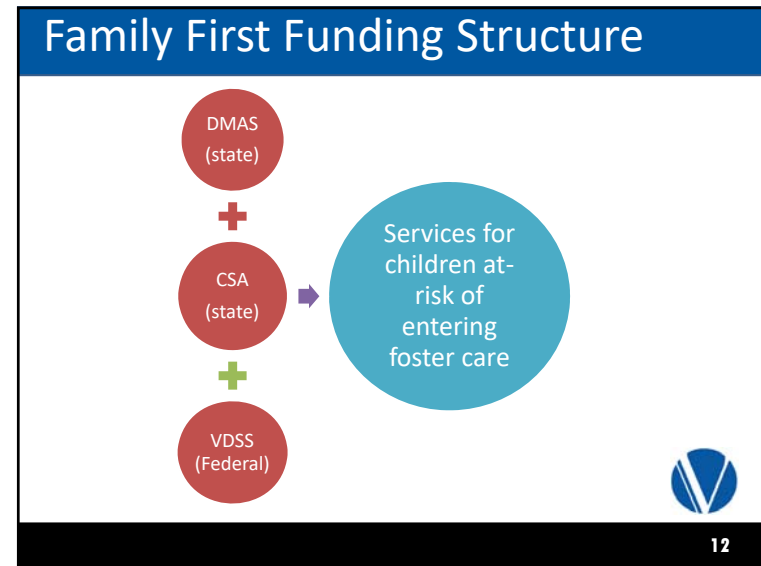 Family First Funding Structure
DMAS
(state)
CSA
(state)
VDSS
(Federal)
Services for
children at-
risk of
entering
foster care
12